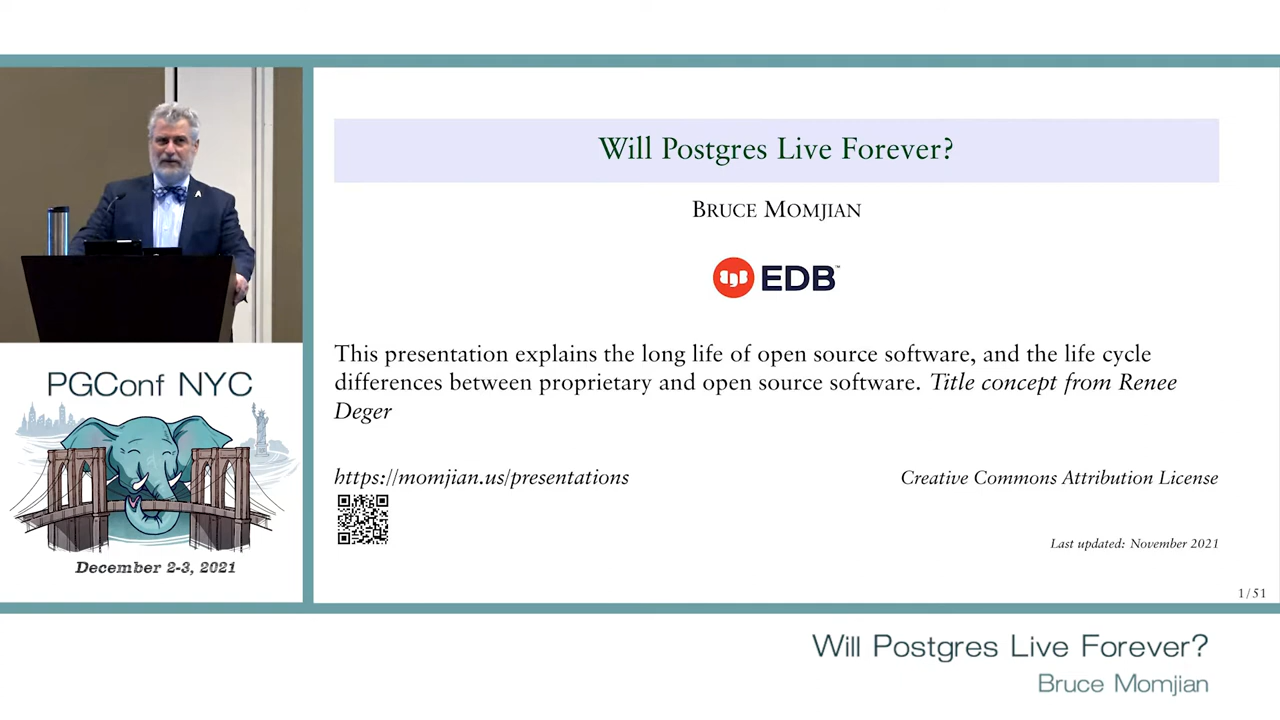 Will Postgres Live Forever?
BRUCE MOMJIAN
EDB™
This presentation explains the long life of open source software, and the life cycle
differences between proprietary and open source software. Title concept from Renee
Deger
https://momjian.us/presentations
Creative Commons Attribution License
Last updated: November 2021
1/51
PGConf NYC
December 2-3, 2021
Will Postgres Live Forever?
Bruce Momjian